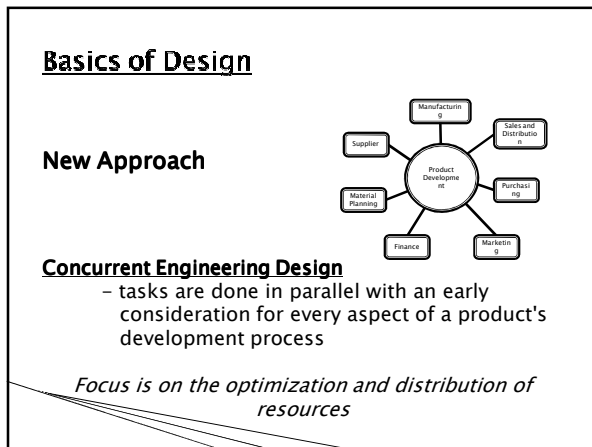 Basics of Design
Manufacturin
g
Sales and
Distributio
n
Supplier
New Approach
Product
Developme
nt
Purchasi
ng
Material
Planning
Finance
Marketin
g
Concurrent Engineering Design
– tasks are done in parallel with an early
consideration for every aspect of a product's
development process
Focus is on the optimization and distribution of
resources